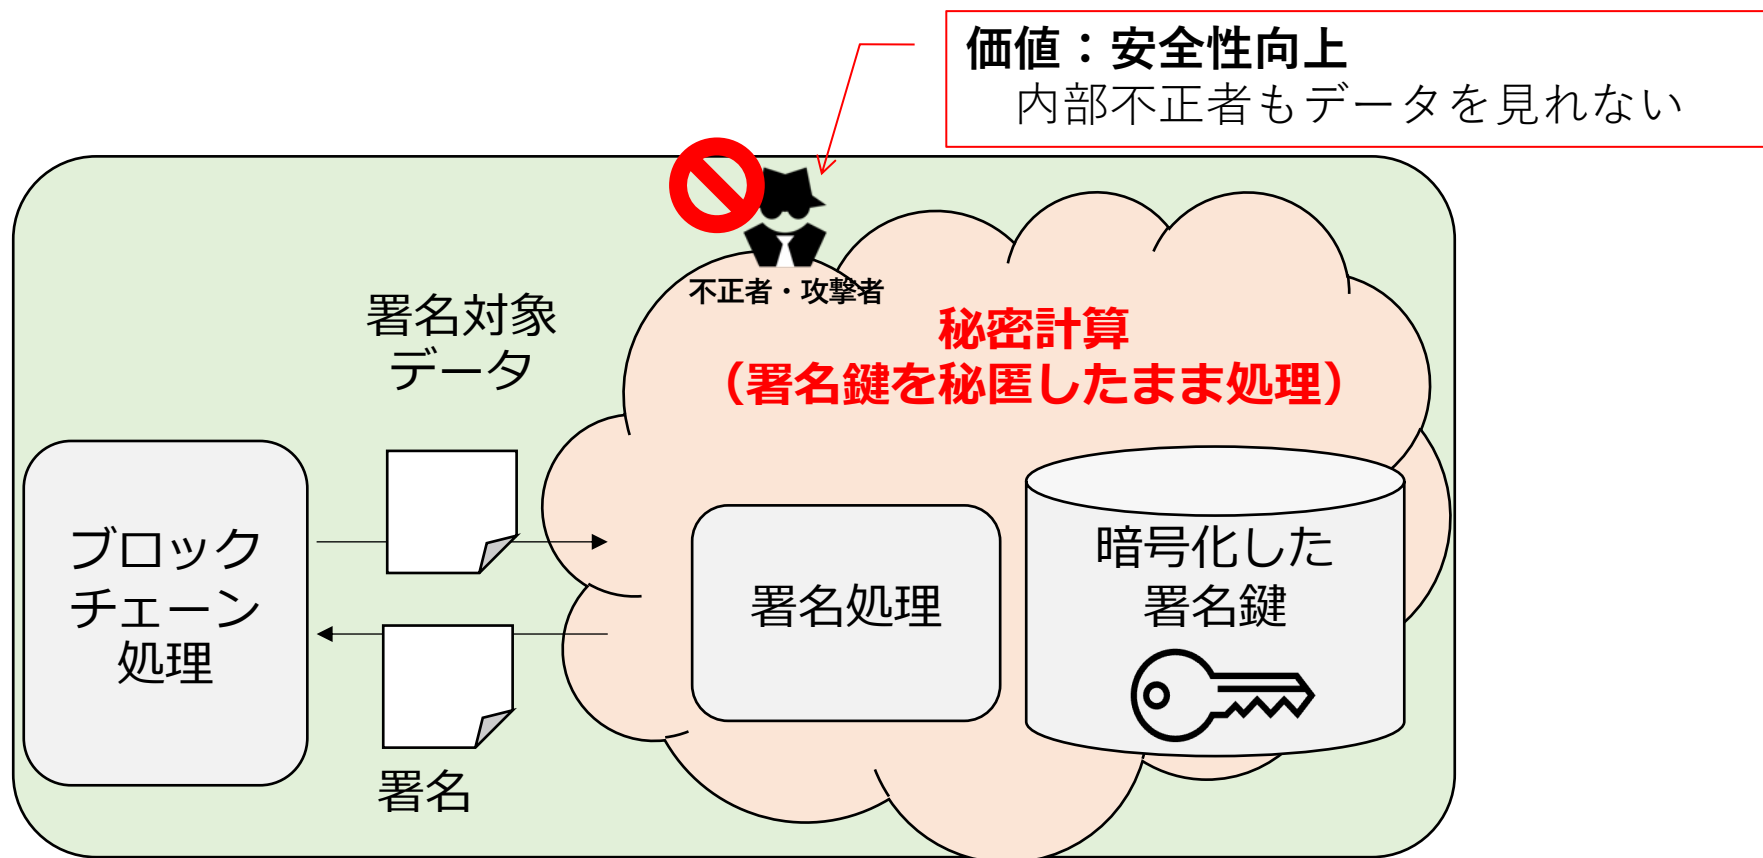 価値：安全性向上
内部不正者もデータを見れない
不正者・攻撃者
署名対象
データ
秘密計算
（署名鍵を秘匿したまま処理）
ブロック
チェーン
処理
署名処理
暗号化した
署名鍵
署名